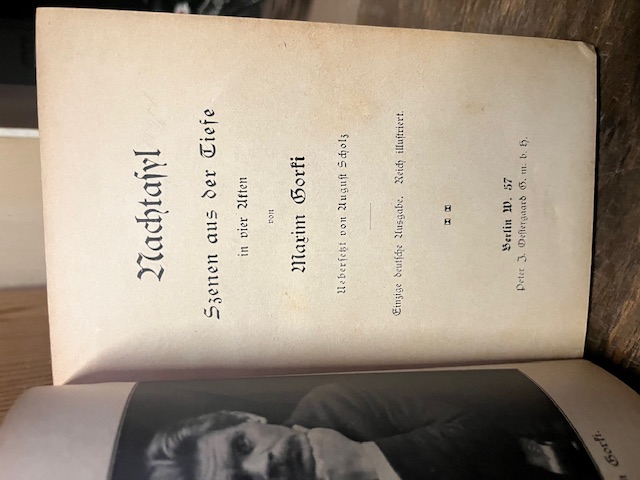 Nachtasyl
Szenen aus der Tiefe
in vier Akten
von
Maxim Gorki
Uebersetzt von August Scholz
Einzige deutsche Ausgabe. Reich illustriert.
Berlin W. 57
Peter J. Oestergaard G. m. b. H.
Gorki.